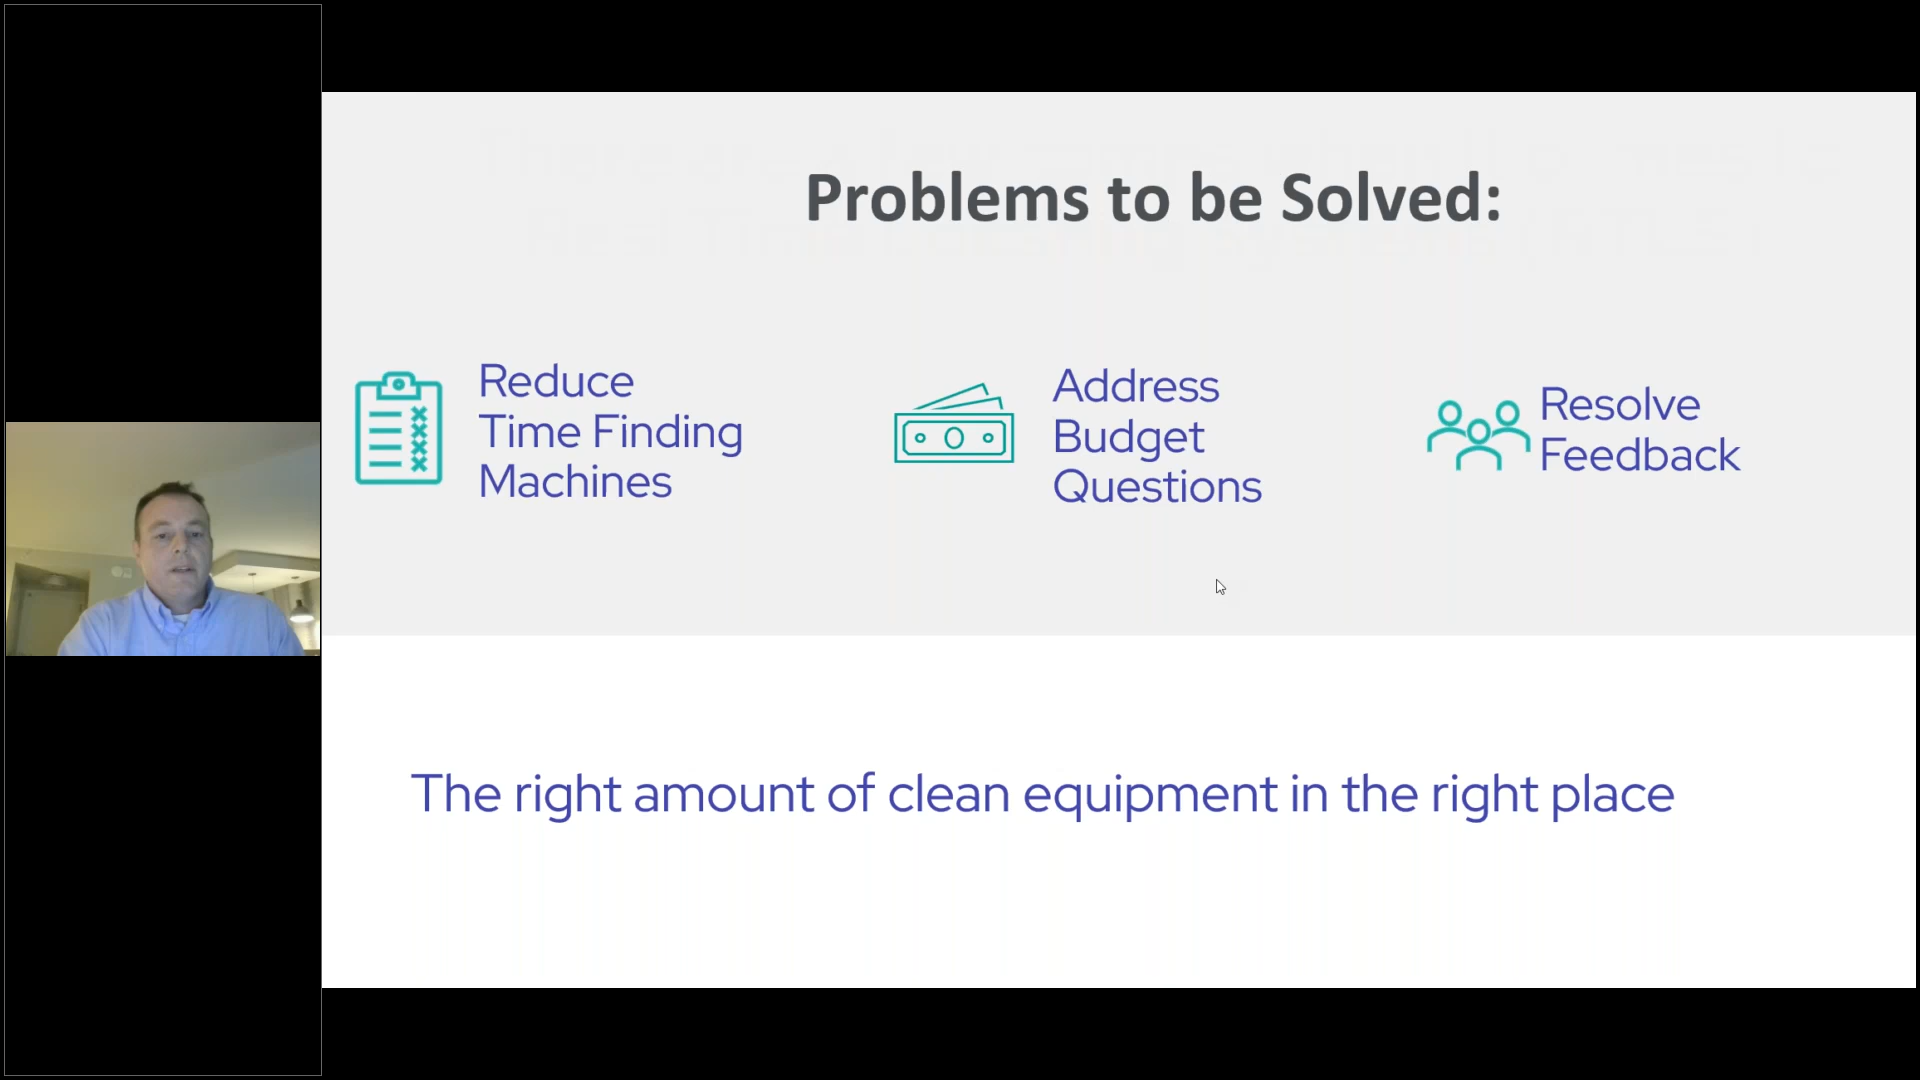 Problems to be Solved:
Reduce
Time Finding
Machines
Address
Budget
Questions
Resolve
Feedback
The right amount of clean equipment in the right place